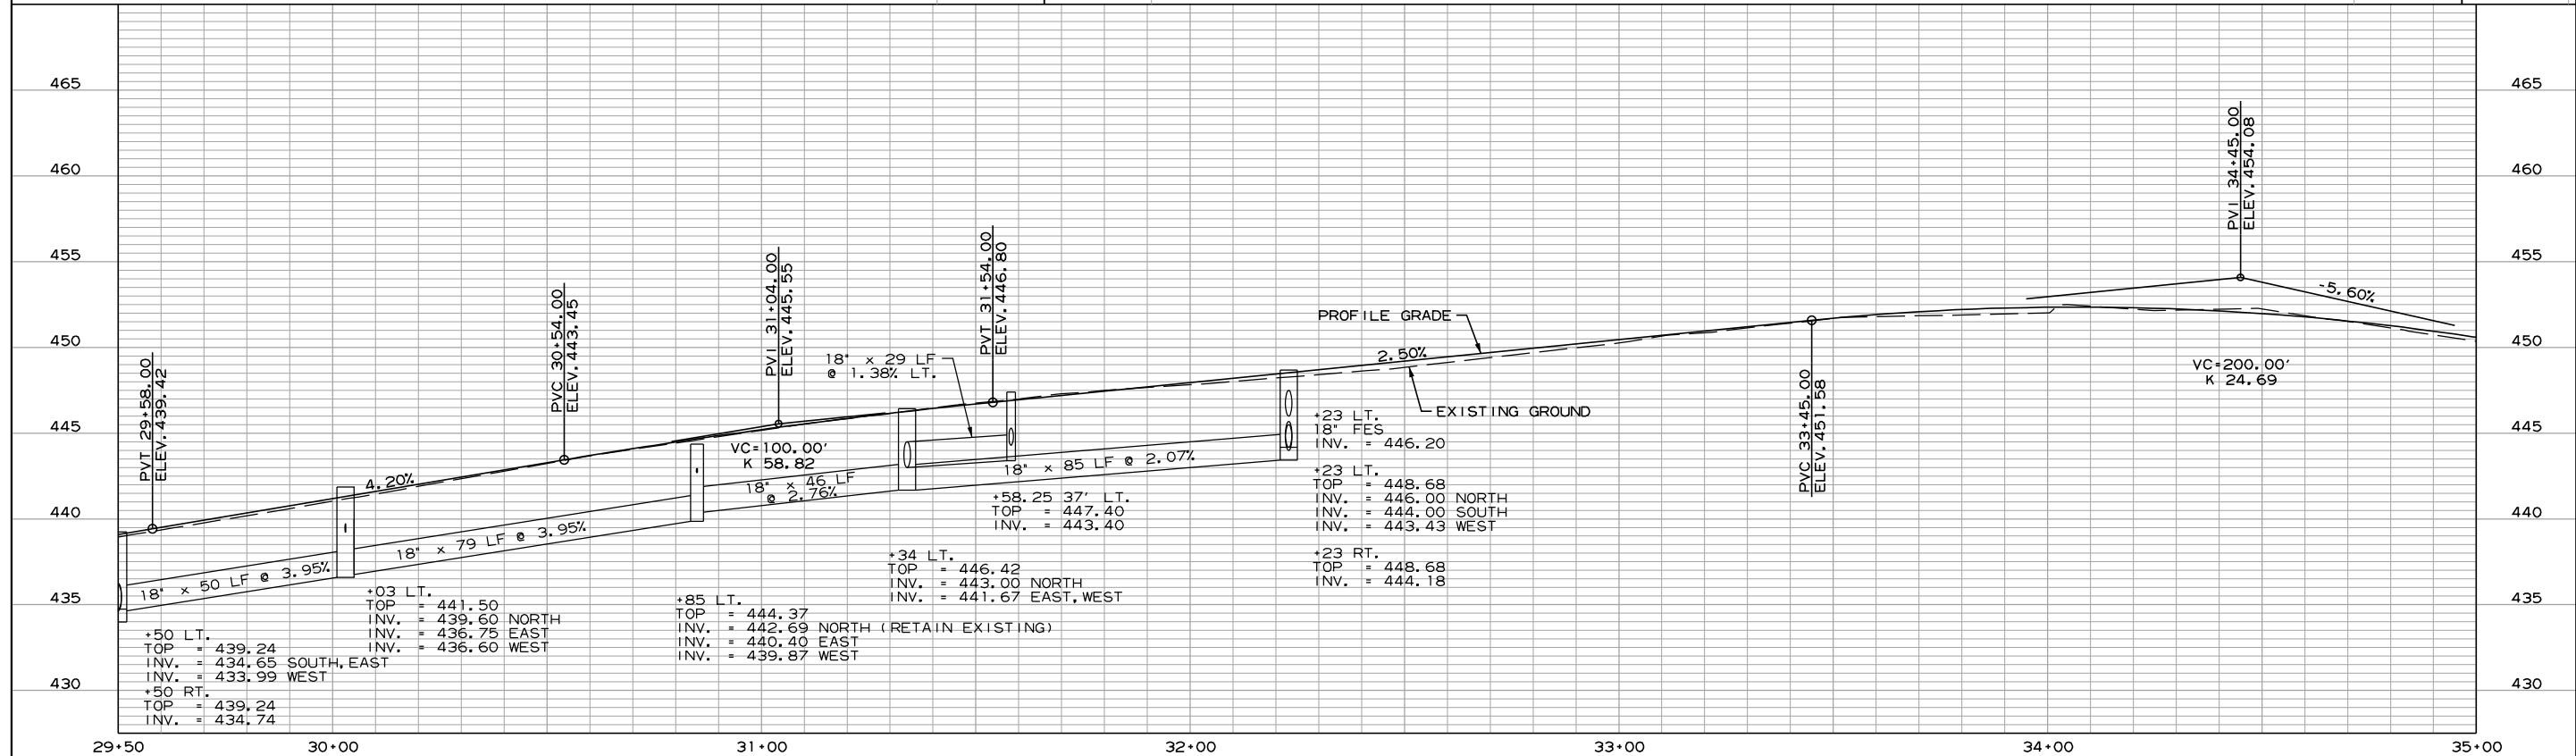 465
460
455
450
445
440
435
430
465
460
455
450
445
440
435
430
PVT 29+58.00
ELEV. 439.42
4.20%
PVC 30+54.00
ELEV. 443.45
PVI 31+04.00
ELEV. 445.55
VC=100.00'
K 58.82
PVT 31+54.00
ELEV. 446.80
18" x 29 LF
@ 1.38% LT.
PROFILE GRADE
2.50%
EXISTING GROUND
PVC 33+45.00
ELEV. 451.58
PVI 34+45.00
ELEV. 454.08
-5.60%
VC=200.00'
K 24.69
18" x 50 LF @ 3.95%
18" x 79 LF @ 3.95%
18" x 46 LF
@ 2.76%
18" x 85 LF @ 2.07%
+50 LT.
TOP = 439.24
INV. = 434.65 SOUTH, EAST
INV. = 433.99 WEST
+50 RT.
TOP = 439.24
INV. = 434.74
+03 LT.
TOP = 441.50
INV. = 439.60 NORTH
INV. = 436.75 EAST
INV. = 436.60 WEST
+85 LT.
TOP = 444.37
INV. = 442.69 NORTH (RETAIN EXISTING)
INV. = 440.40 EAST
INV. = 439.87 WEST
+34 LT.
TOP = 446.42
INV. = 443.00 NORTH
INV. = 441.67 EAST, WEST
+58.25 37' LT.
TOP = 447.40
INV. = 443.40
+23 LT.
18" FES
INV. = 446.20
+23 LT.
TOP = 448.68
INV. = 446.00 NORTH
INV. = 444.00 SOUTH
INV. = 443.43 WEST
+23 RT.
TOP = 448.68
INV. = 444.18
29+50
30+00
31+00
32+00
33+00
34+00
35+00